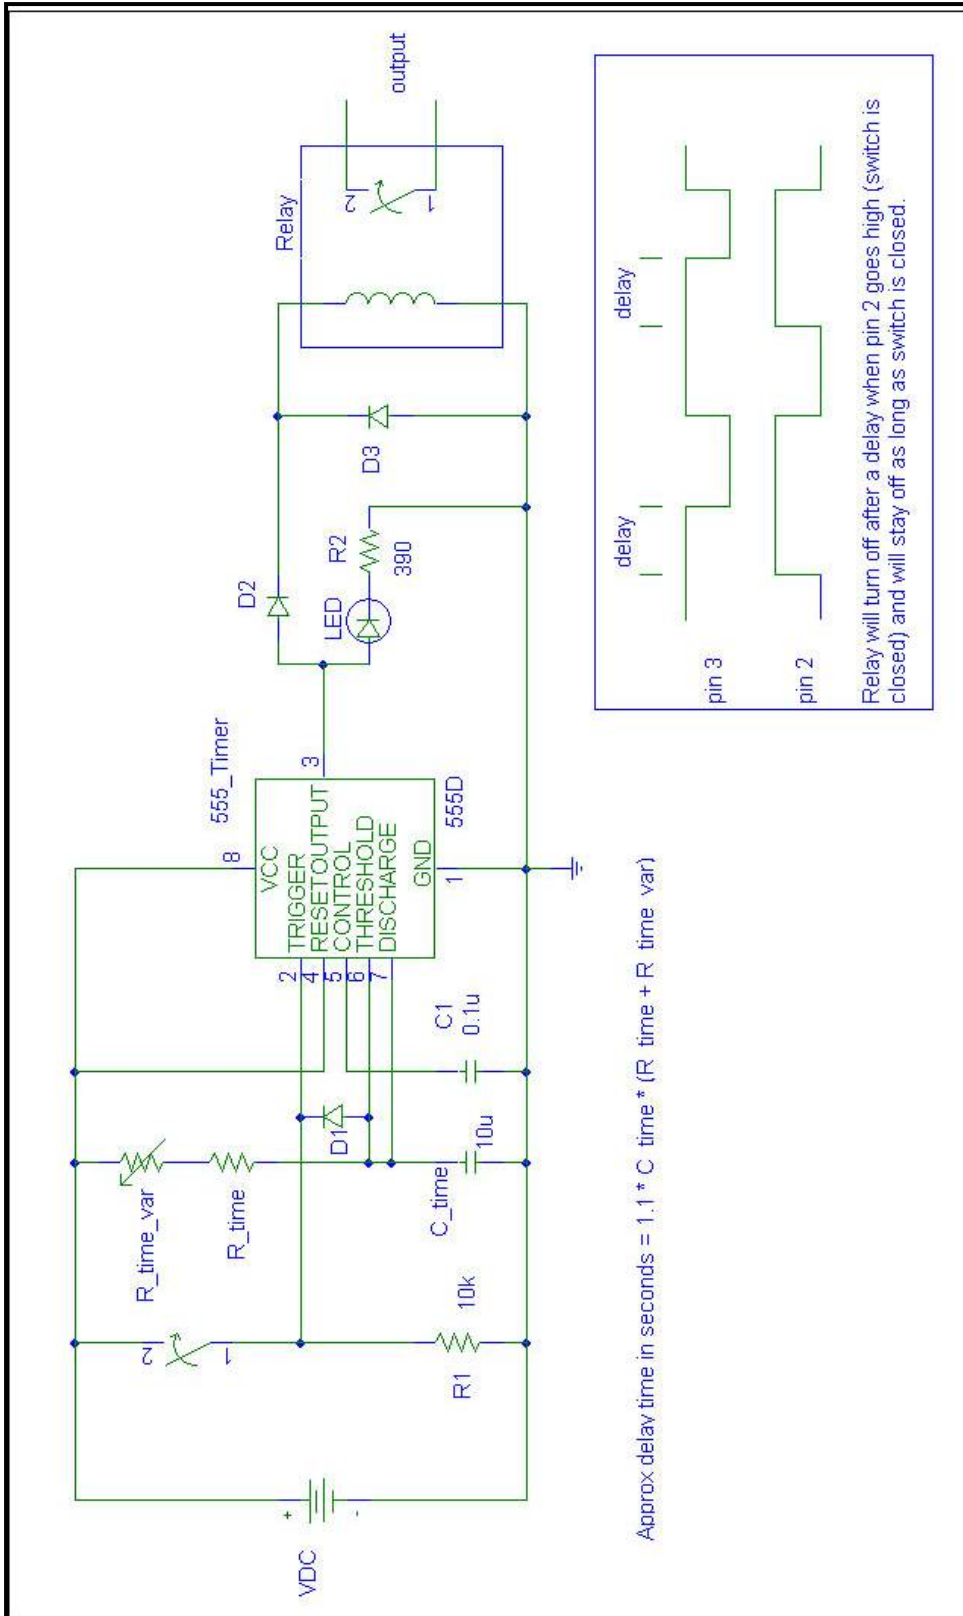 VDC
+
-
2
1
R1
10k
R_time_var
R_time
C_time
10u
D1
C1
0.1u
555_Timer
8
VCC
2
TRIGGER
4
RESET
OUTPUT
3
5
CONTROL
6
THRESHOLD
7
DISCHARGE
GND
1
555D
D2
LED
R2
390
D3
Relay
2
1
output
Approx delay time in seconds = 1.1 * C time * (R time + R time var)
delay
delay
pin 3
pin 2
Relay will turn off after a delay when pin 2 goes high (switch is
closed) and will stay off as long as switch is closed.